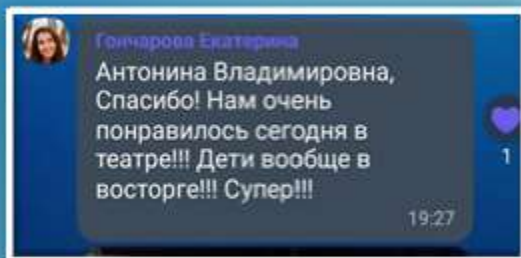 Гончарова Екатерина
Антонина Владимировна,
Спасибо! Нам очень
понравилось сегодня в
театре!!! Дети вообще в
восторге!!! Супер!!!
1
19:27